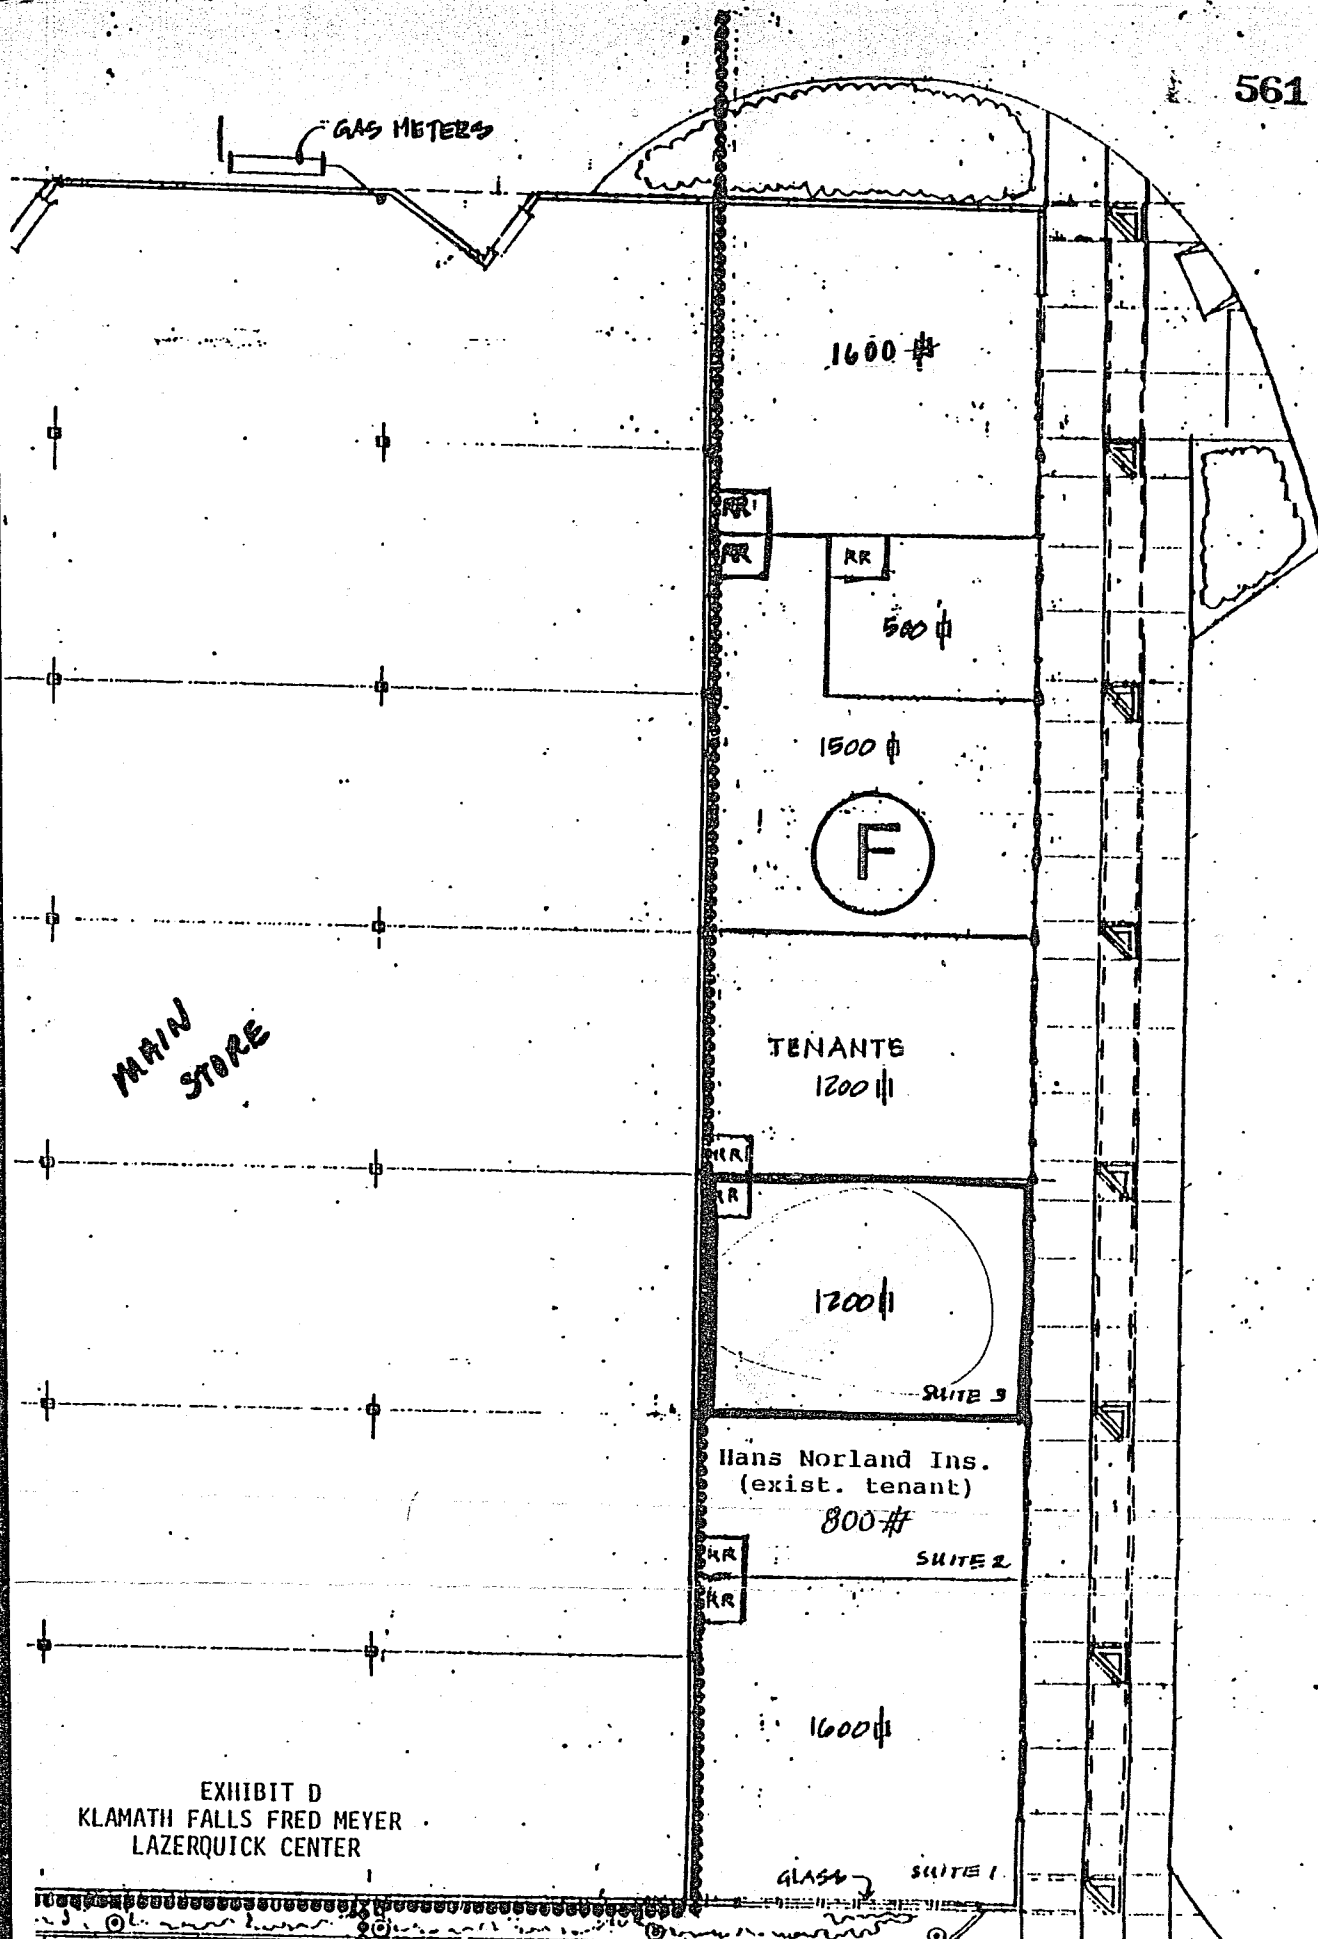 561
GAS METERS
1600 #
RR
RR
RR
500
1500
F
MAIN
STORE
TENANTS
1200
RR
RR
1200
SUITE 3
Hans Norland Ins.
(exist. tenant)
800 #
SUITE 2
RR
RR
1600
EXHIBIT D
KLAMATH FALLS FRED MEYER
LAZERQUICK CENTER
GLASS
SUITE 1